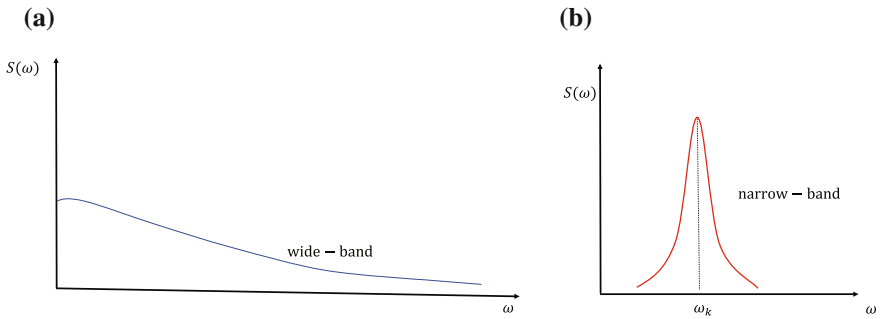 (a)
S(ω)
wide – band
ω
(b)
S(ω)
narrow – band
ω_k
ω